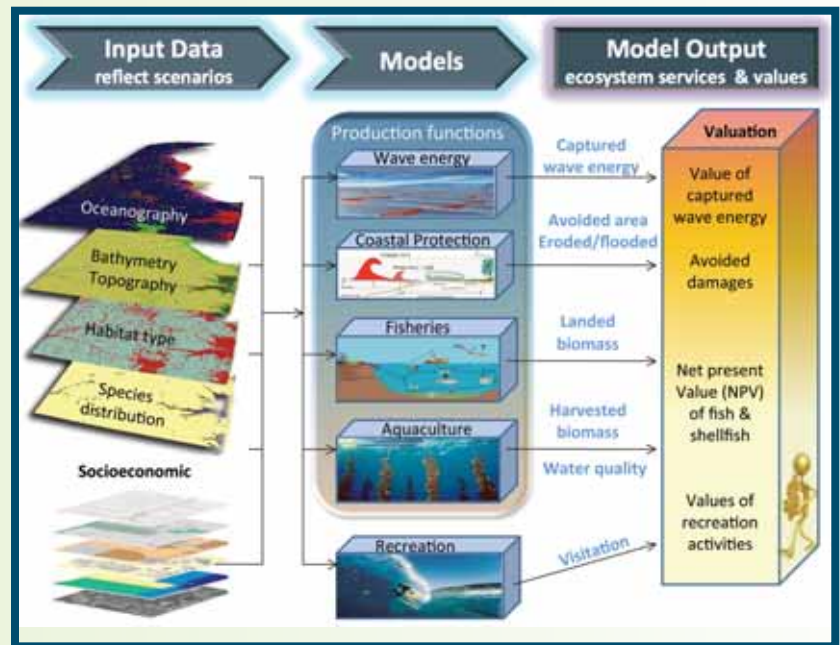 Input Data
reflect scenarios
Models
Model Output
ecosystem services & values
Oceanography
Bathymetry
Topography
Habitat type
Species
distribution
Socioeconomic
Production functions
Wave energy
Coastal Protection
Fisheries
Aquaculture
Recreation
Captured
wave energy
Avoided area
Eroded/flooded
Landed
biomass
Harvested
biomass
Water quality
Visitation
Valuation
Value of
captured
wave energy
Avoided
damages
Net present
Value (NPV)
of fish &
shellfish
Values of
recreation
activities